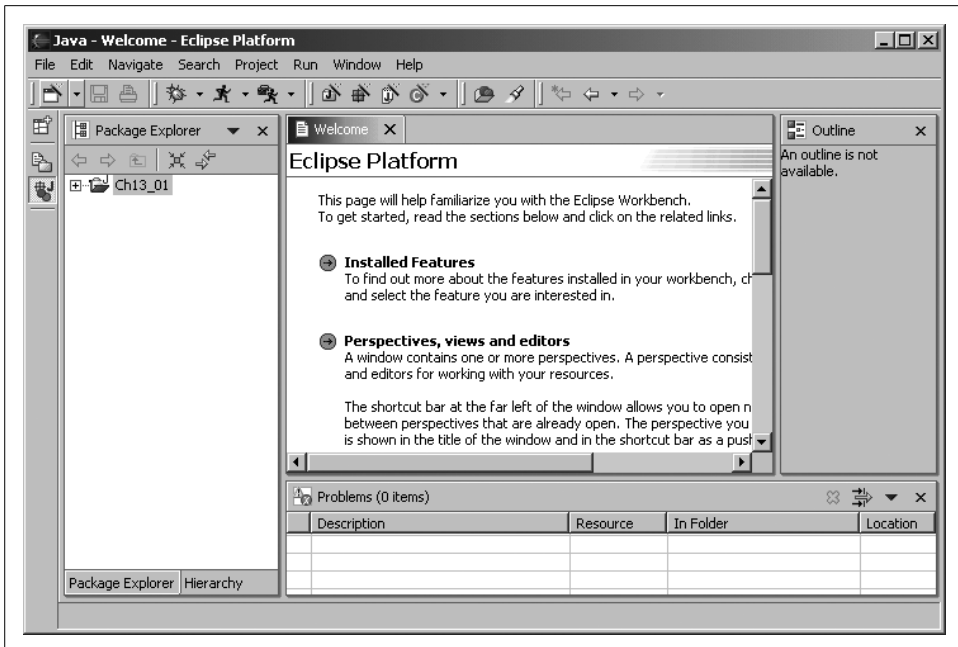 Java - Welcome - Eclipse Platform
File Edit Navigate Search Project Run Window Help
Package Explorer
Ch13_01
Package Explorer Hierarchy
Welcome
Eclipse Platform
This page will help familiarize you with the Eclipse Workbench.
To get started, read the sections below and click on the related links.
Installed Features
To find out more about the features installed in your workbench, ch
and select the feature you are interested in.
Perspectives, views and editors
A window contains one or more perspectives. A perspective consist
and editors for working with your resources.
The shortcut bar at the far left of the window allows you to open n
between perspectives that are already open. The perspective you
is shown in the title of the window and in the shortcut bar as a push
Outline
An outline is not
available.
Problems (0 items)
Description Resource In Folder Location